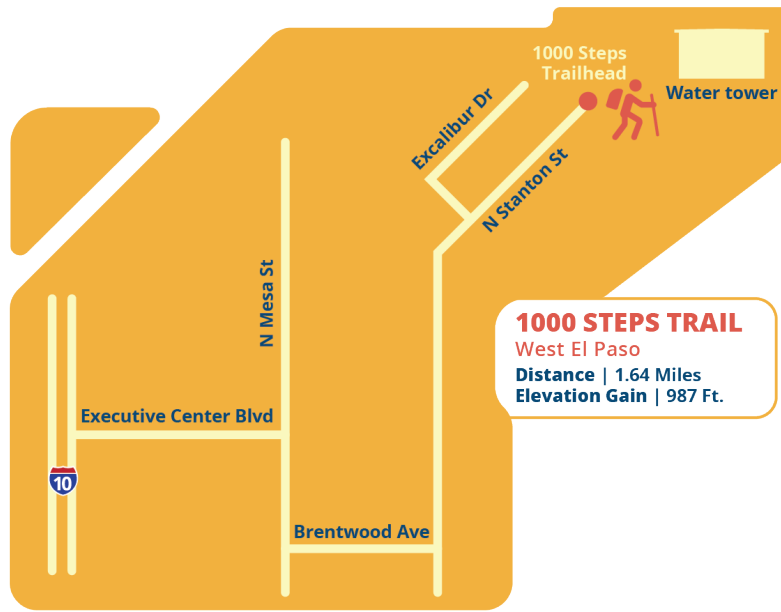 1000 Steps
Trailhead
Water tower
Excalibur Dr
N Stanton St
N Mesa St
1000 STEPS TRAIL
West El Paso
Distance | 1.64 Miles
Elevation Gain | 987 Ft.
Executive Center Blvd
10
Brentwood Ave